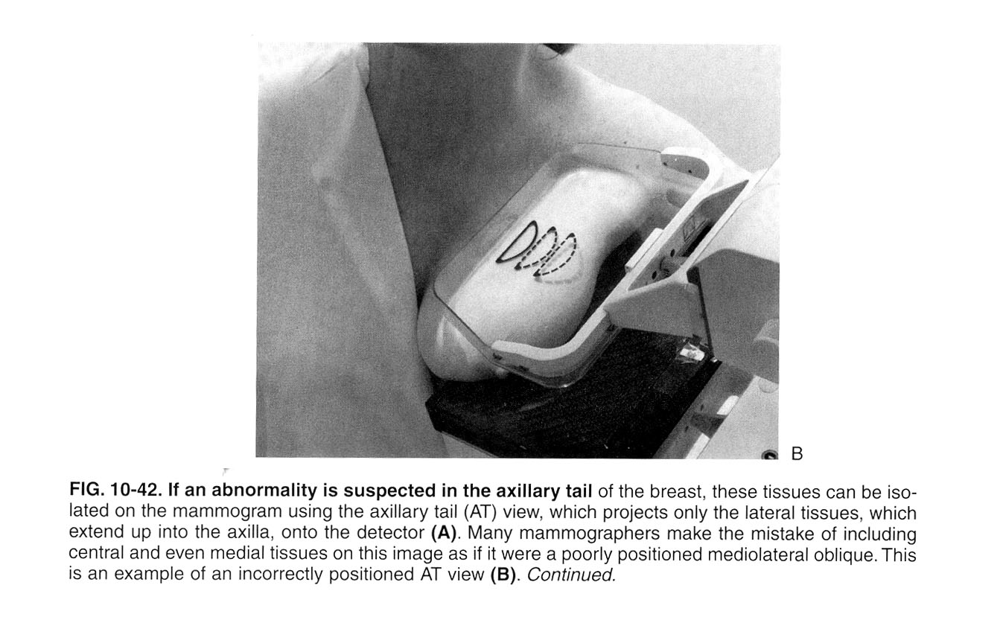 B
FIG. 10-42. If an abnormality is suspected in the axillary tail of the breast, these tissues can be iso-
lated on the mammogram using the axillary tail (AT) view, which projects only the lateral tissues, which
extend up into the axilla, onto the detector (A). Many mammographers make the mistake of including
central and even medial tissues on this image as if it were a poorly positioned mediolateral oblique. This
is an example of an incorrectly positioned AT view (B). Continued.